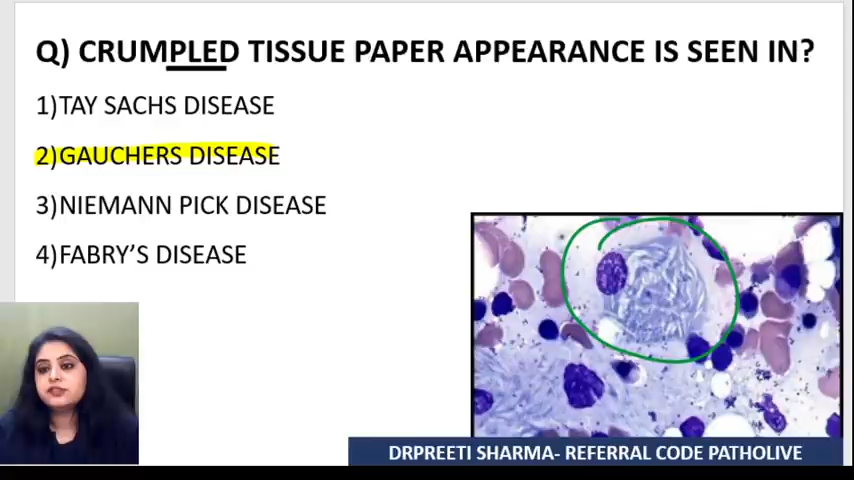 Q) CRUMPLED TISSUE PAPER APPEARANCE IS SEEN IN?
1)TAY SACHS DISEASE
2)GAUCHERS DISEASE
3)NIEMANN PICK DISEASE
4)FABRY'S DISEASE
DRPREETI SHARMA- REFERRAL CODE PATHOLIVE